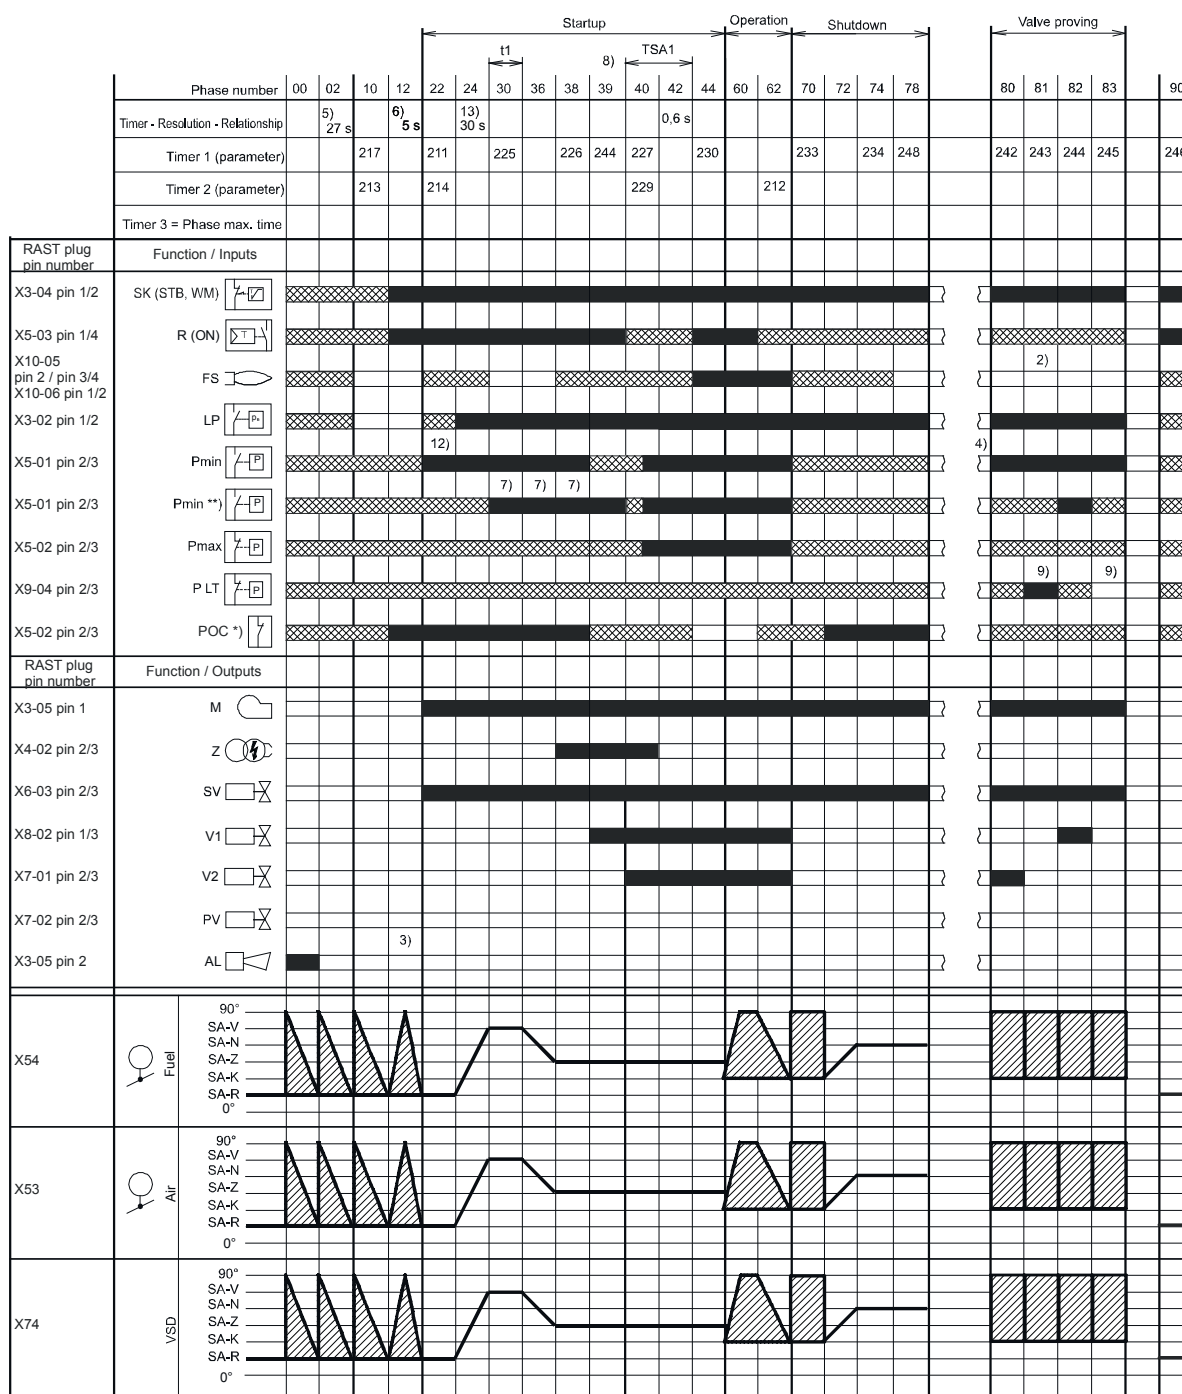 Startup Operation Shutdown Valve proving
t1 8) TSA1
Phase number 00 02 10 12 22 24 30 36 38 39 40 42 44 60 62 70 72 74 78 80 81 82 83 90
Timer - Resolution - Relationship 5) 27 s 6) 5 s 13) 30 s 0,6 s
Timer 1 (parameter) 217 211 225 226 244 227 230 233 234 248 242 243 244 245 246
Timer 2 (parameter) 213 214 229 212
Timer 3 = Phase max. time
RAST plug
pin number
Function / Inputs
X3-04 pin 1/2 SK (STB, WM)
X5-03 pin 1/4 R (ON) T
X10-05
pin 2 / pin 3/4
X10-06 pin 1/2
FS 2)
X3-02 pin 1/2 LP
12) 4)
X5-01 pin 2/3 Pmin P
7) 7) 7)
X5-01 pin 2/3 Pmin **) P
X5-02 pin 2/3 Pmax P
9) 9)
X9-04 pin 2/3 P LT P
X5-02 pin 2/3 POC *)
RAST plug
pin number
Function / Outputs
X3-05 pin 1 M
X4-02 pin 2/3 Z
X6-03 pin 2/3 SV
X8-02 pin 1/3 V1
X7-01 pin 2/3 V2
X7-02 pin 2/3 PV
3)
X3-05 pin 2 AL
X54
Fuel
90°
SA-V
SA-N
SA-Z
SA-K
SA-R
0°
X53
Air
90°
SA-V
SA-N
SA-Z
SA-K
SA-R
0°
X74
VSD
90°
SA-V
SA-N
SA-Z
SA-K
SA-R
0°